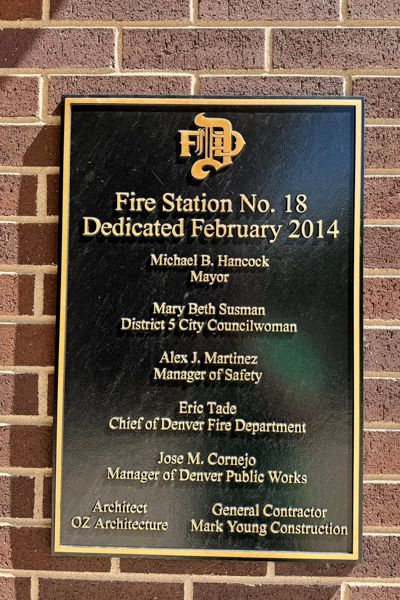 FDD
Fire Station No. 18
Dedicated February 2014
Michael B. Hancock
Mayor
Mary Beth Susman
District 5 City Councilwoman
Alex J. Martinez
Manager of Safety
Eric Tade
Chief of Denver Fire Department
Jose M. Cornejo
Manager of Denver Public Works
Architect
OZ Architecture
General Contractor
Mark Young Construction